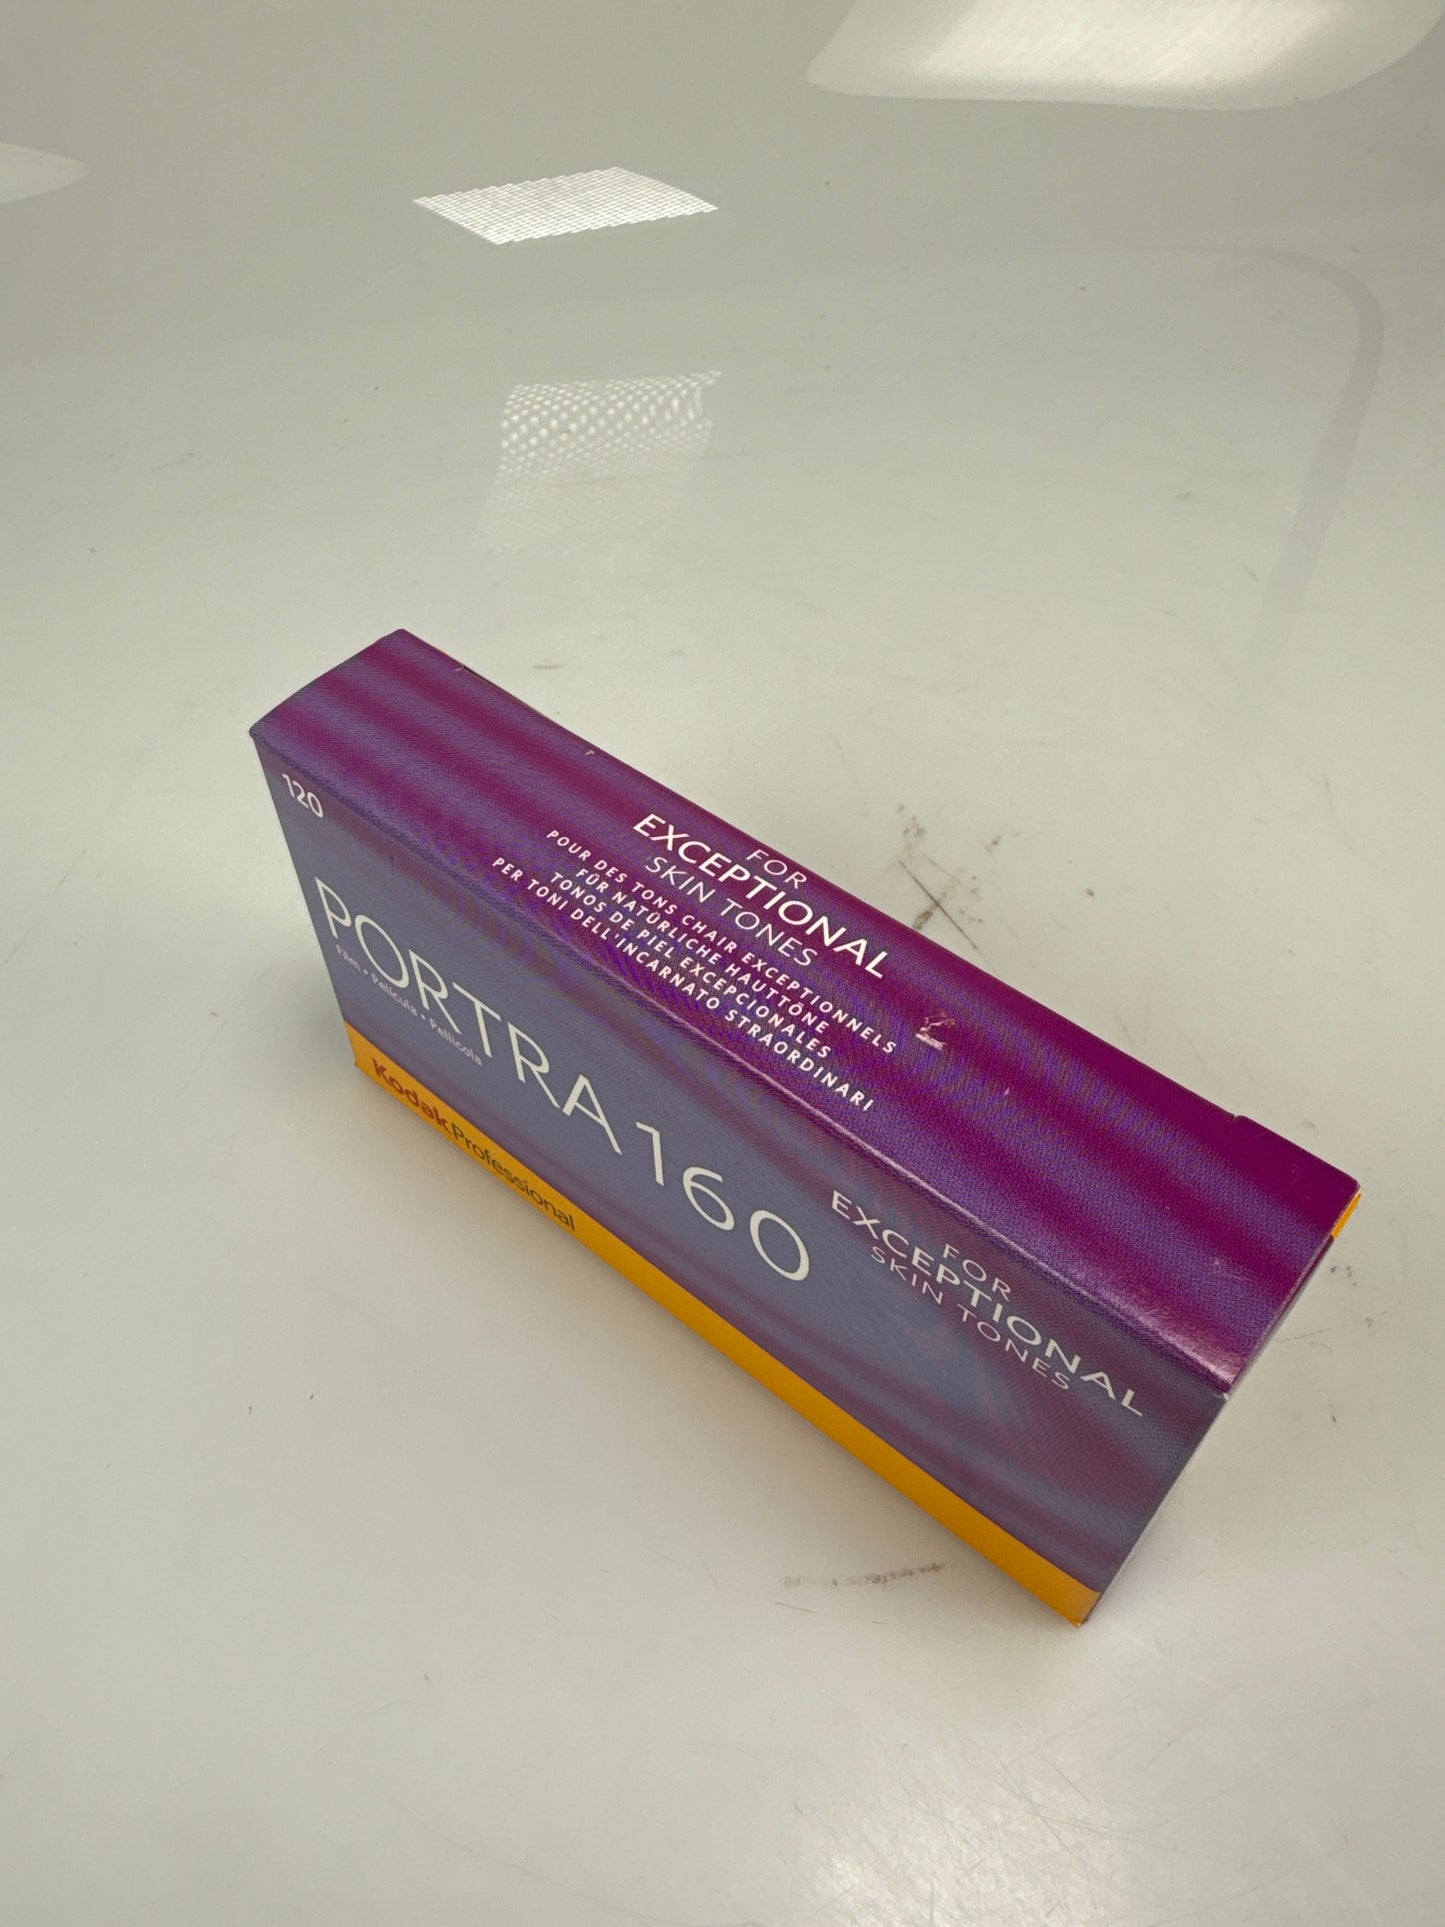 FOR
EXCEPTIONAL
SKIN TONES
POUR DES TONS CHAIR EXCEPTIONNELS
FÜR NATÜRLICHE HAUTTÖNE
TONOS DE PIEL EXCEPCIONALES
PER TONI DELL'INCARNATO STRAORDINARI
120
PORTRA 160
Film • Película • Pellicola
Kodak Professional
FOR
EXCEPTIONAL
SKIN TONES